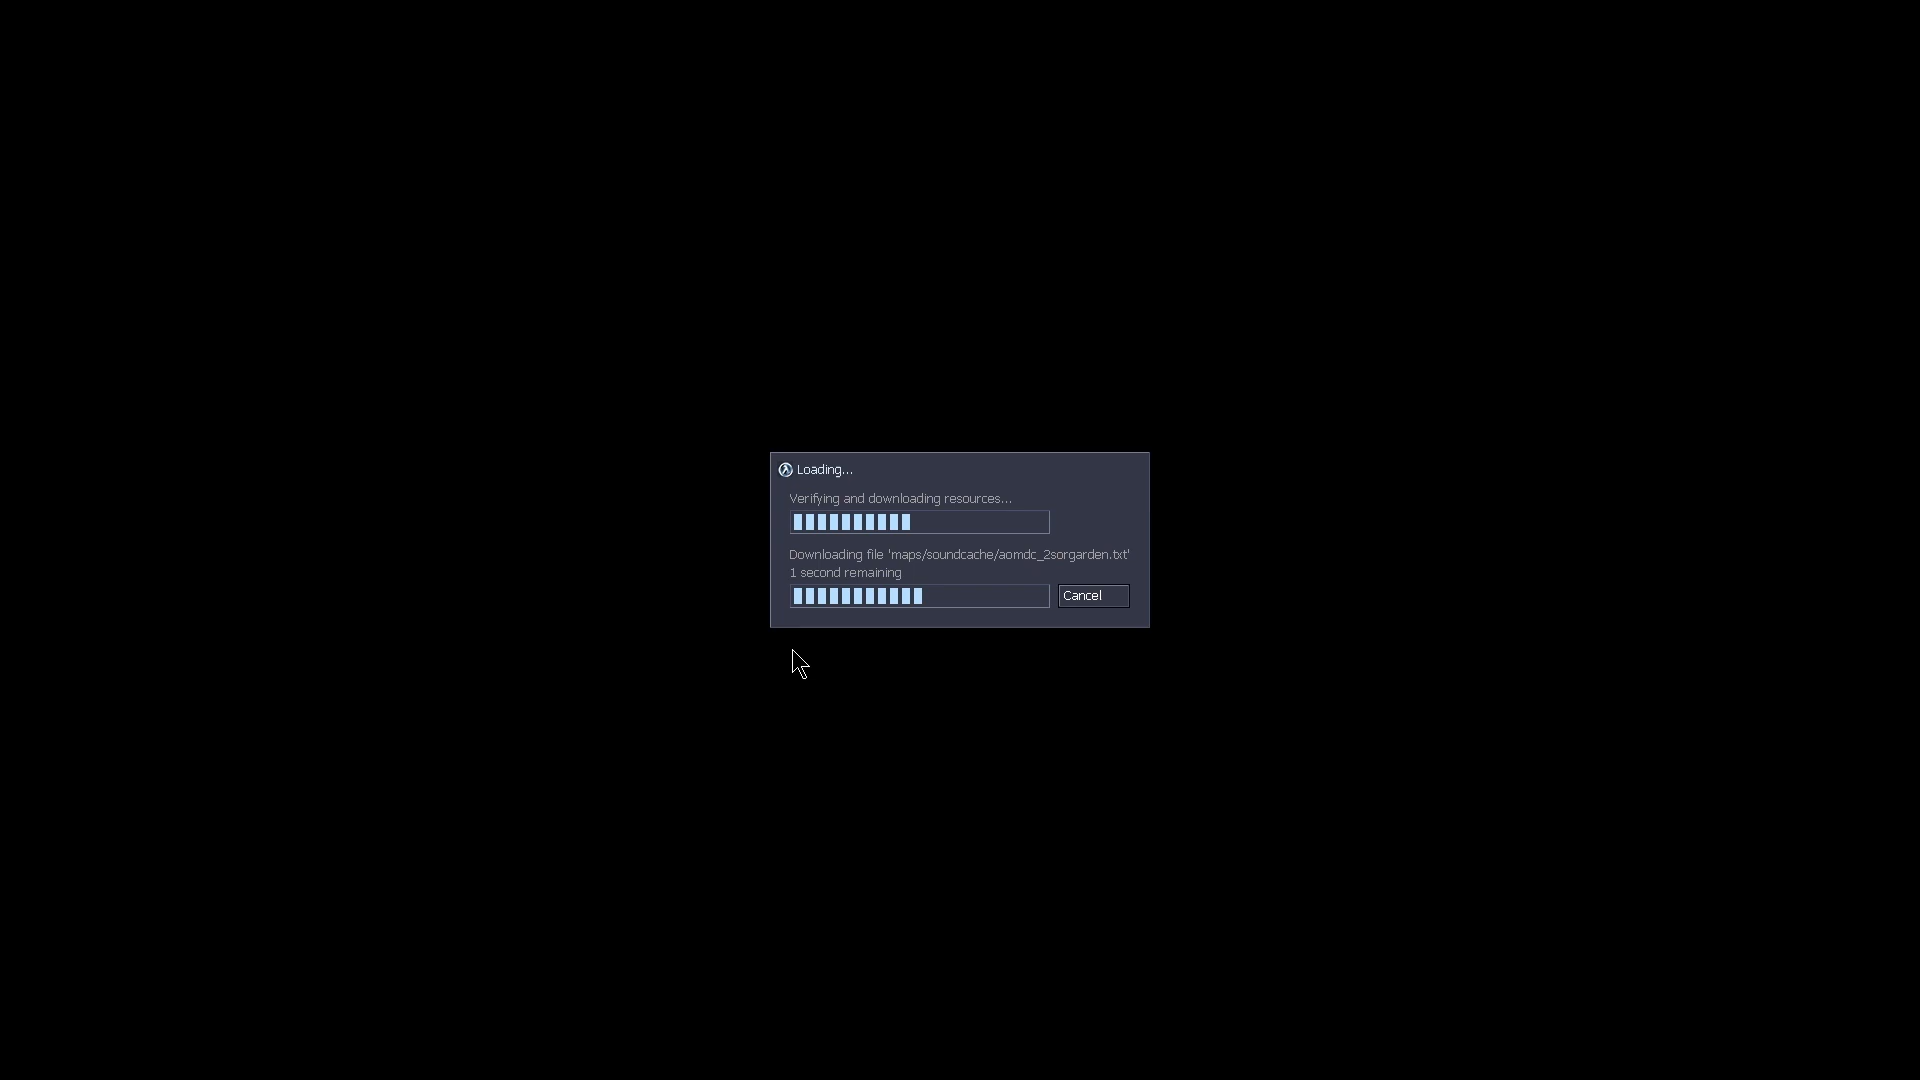 Loading...
Verifying and downloading resources...
Downloading file 'maps/soundcache/aomdc_2sorgarden.txt'
1 second remaining
Cancel